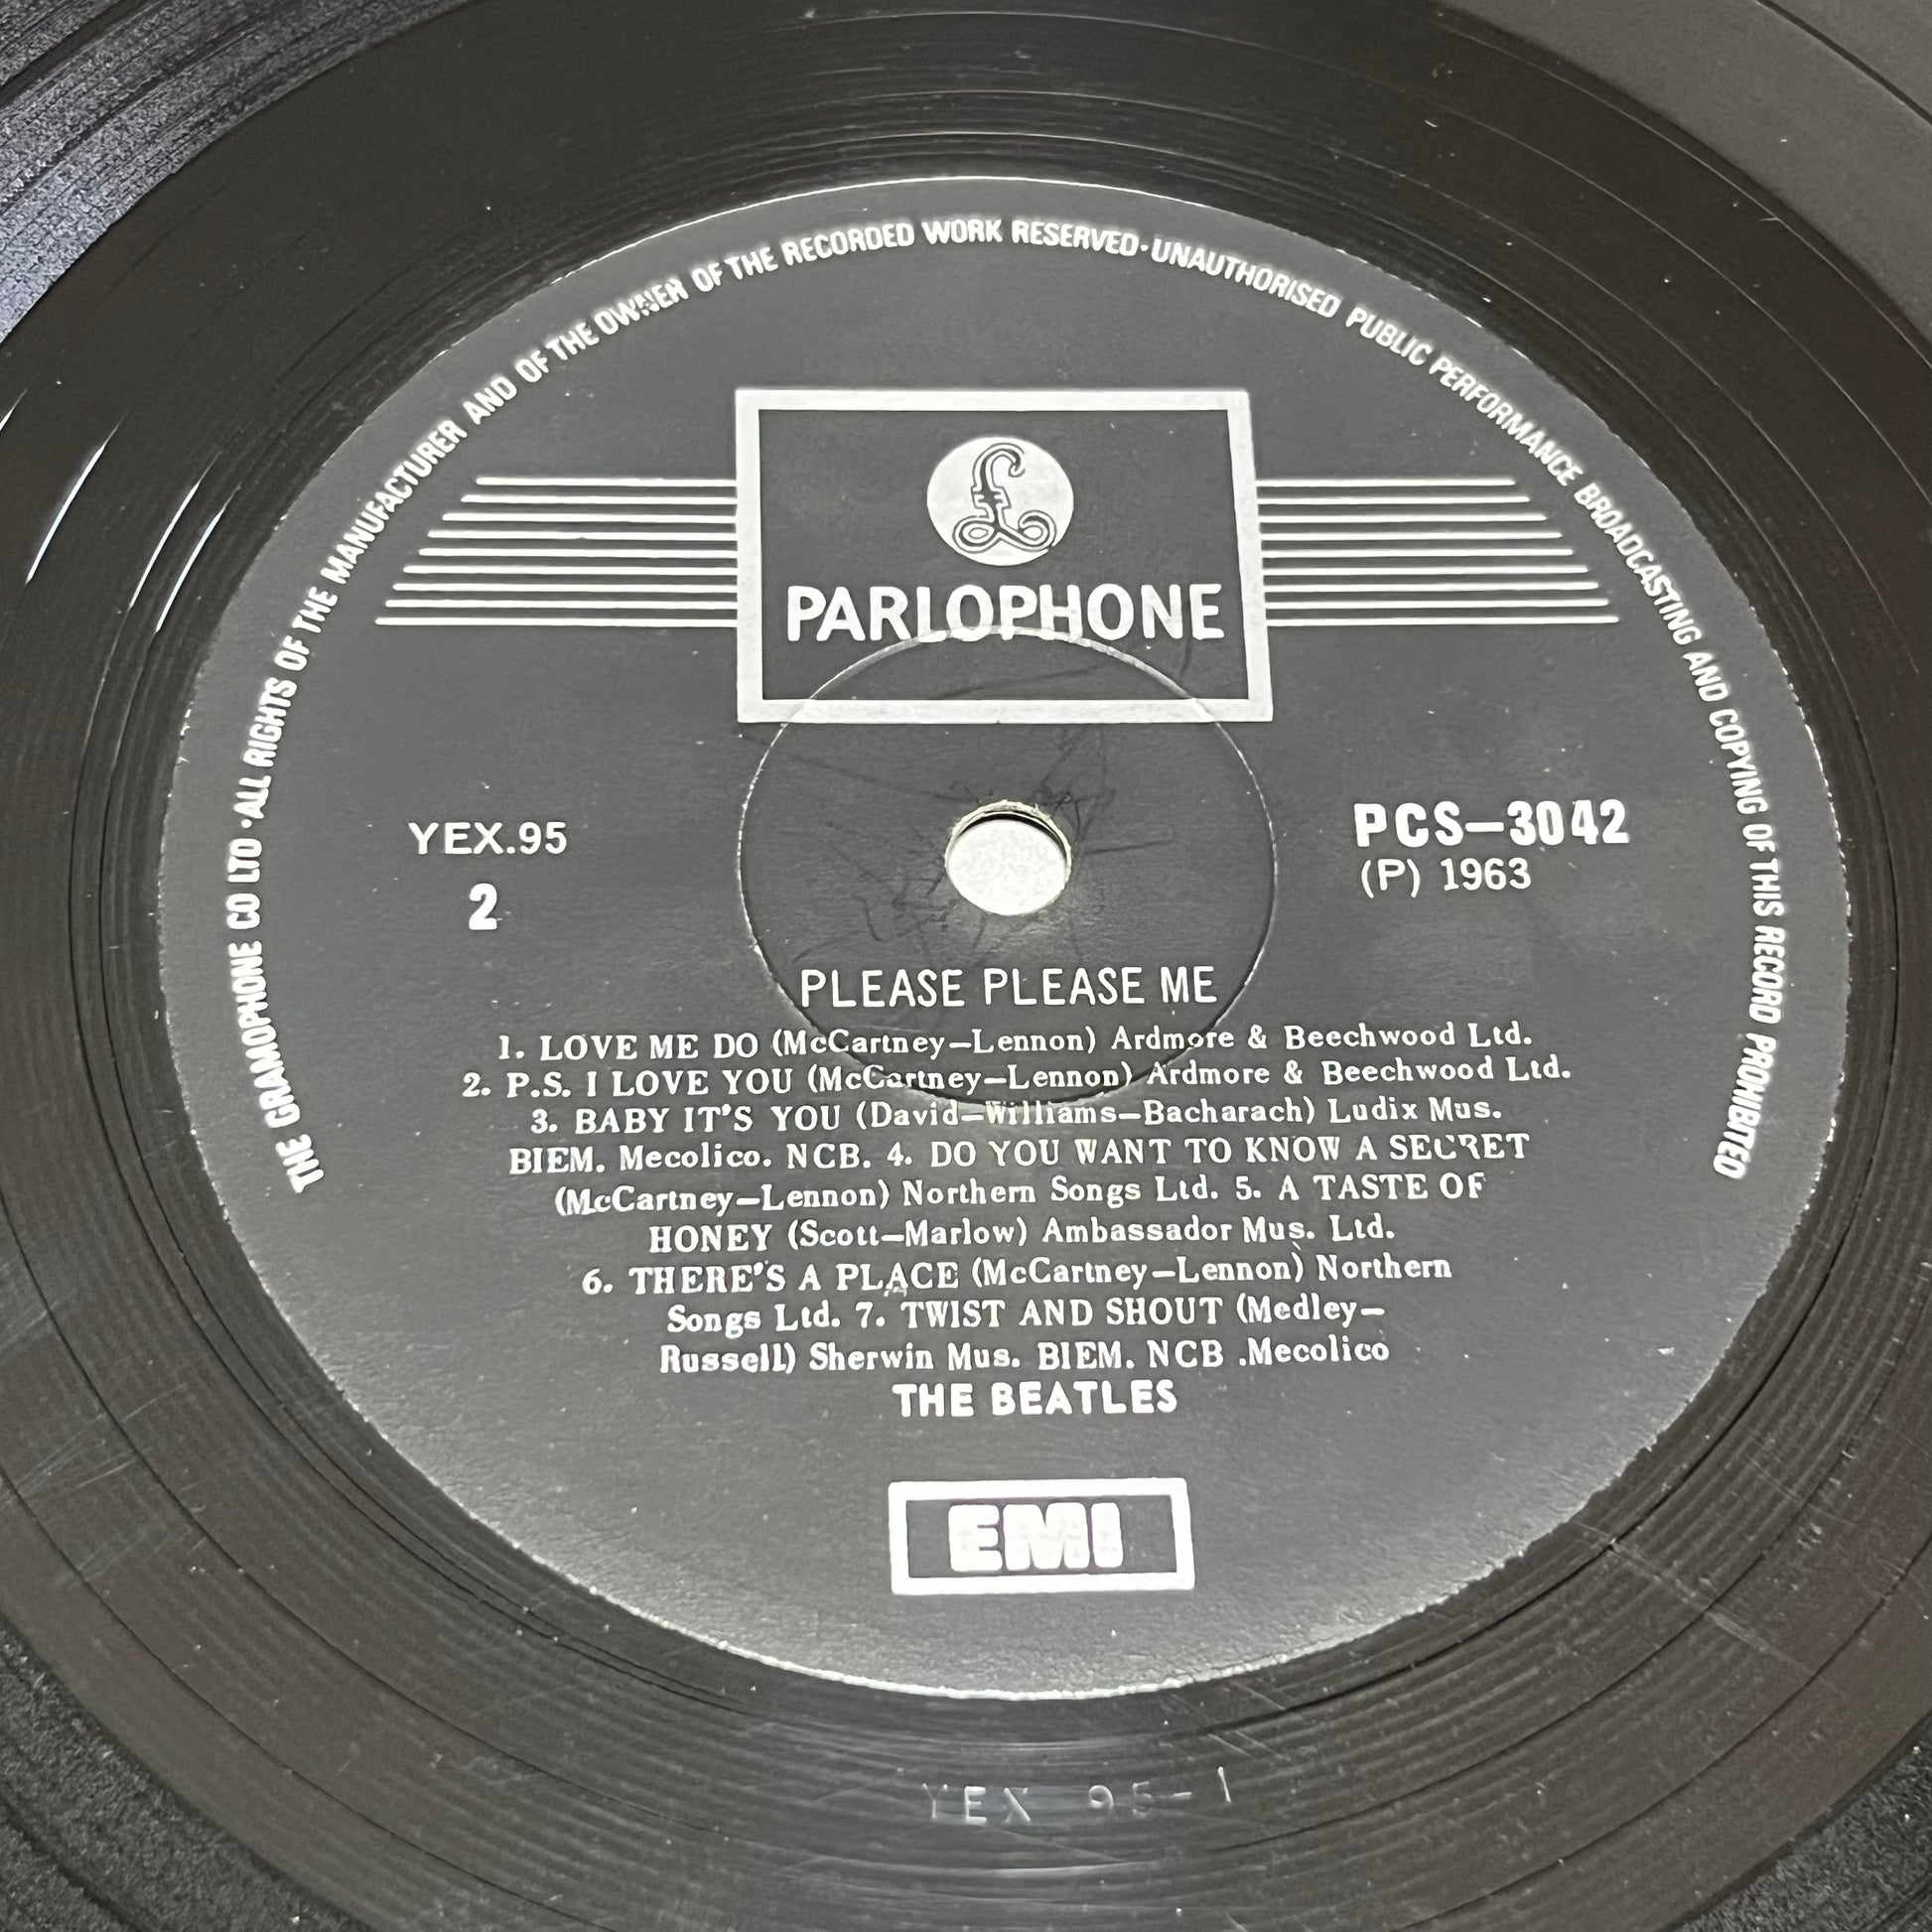 THE GRAMOPHONE CO LTD · ALL RIGHTS OF THE MANUFACTURER AND OF THE OWNER OF THE RECORDED WORK RESERVED · UNAUTHORISED PUBLIC PERFORMANCE BROADCASTING AND COPYING OF THIS RECORD PROHIBITED
£
PARLOPHONE
YEX.95
2
PCS-3042
(P) 1963
PLEASE PLEASE ME
1. LOVE ME DO (McCartney-Lennon) Ardmore & Beechwood Ltd.
2. P.S. I LOVE YOU (McCartney-Lennon) Ardmore & Beechwood Ltd.
3. BABY IT'S YOU (David-Williams-Bacharach) Ludix Mus.
BIEM. Mecolico. NCB. 4. DO YOU WANT TO KNOW A SECRET
(McCartney-Lennon) Northern Songs Ltd. 5. A TASTE OF
HONEY (Scott-Marlow) Ambassador Mus. Ltd.
6. THERE'S A PLACE (McCartney-Lennon) Northern
Songs Ltd. 7. TWIST AND SHOUT (Medley-
Russell) Sherwin Mus. BIEM. NCB .Mecolico
THE BEATLES
EMI
YEX 95-1